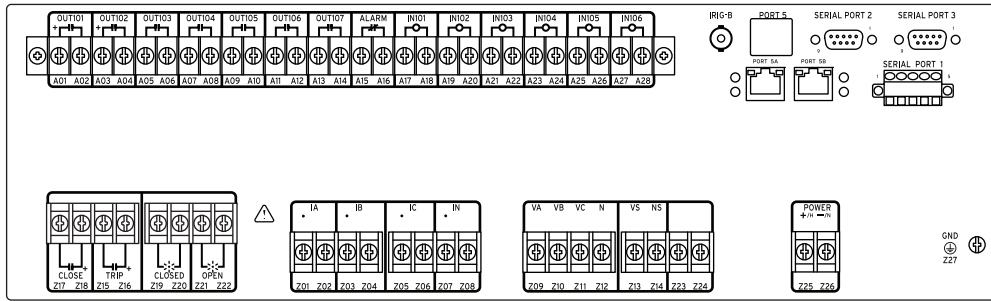 OUT101 OUT102 OUT103 OUT104 OUT105 OUT106 OUT107 ALARM IN101 IN102 IN103 IN104 IN105 IN106
+ +
A01 A02 A03 A04 A05 A06 A07 A08 A09 A10 A11 A12 A13 A14 A15 A16 A17 A18 A19 A20 A21 A22 A23 A24 A25 A26 A27 A28
IRIG-B PORT 5 SERIAL PORT 2 SERIAL PORT 3
PORT 5A PORT 5B SERIAL PORT 1
+ +
CLOSE TRIP CLOSED OPEN
Z17 Z18 Z15 Z16 Z19 Z20 Z21 Z22
!
IA IB IC IN
Z01 Z02 Z03 Z04 Z05 Z06 Z07 Z08
VA VB VC N VS NS
Z09 Z10 Z11 Z12 Z13 Z14 Z23 Z24
POWER
+/H −/N
Z25 Z26
GND
Z27